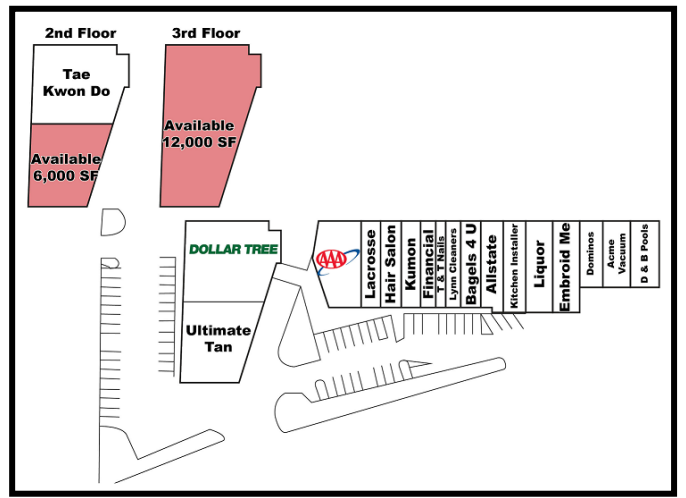 2nd Floor
3rd Floor
Tae
Kwon Do
Available
6,000 SF
Available
12,000 SF
DOLLAR TREE
Ultimate
Tan
AAA
Lacrosse
Hair Salon
Kumon
Financial
T & T Nails
Lynn Cleaners
Bagels 4 U
Allstate
Kitchen Installer
Liquor
Embroid Me
Dominos
Acme
Vacuum
D & B Pools